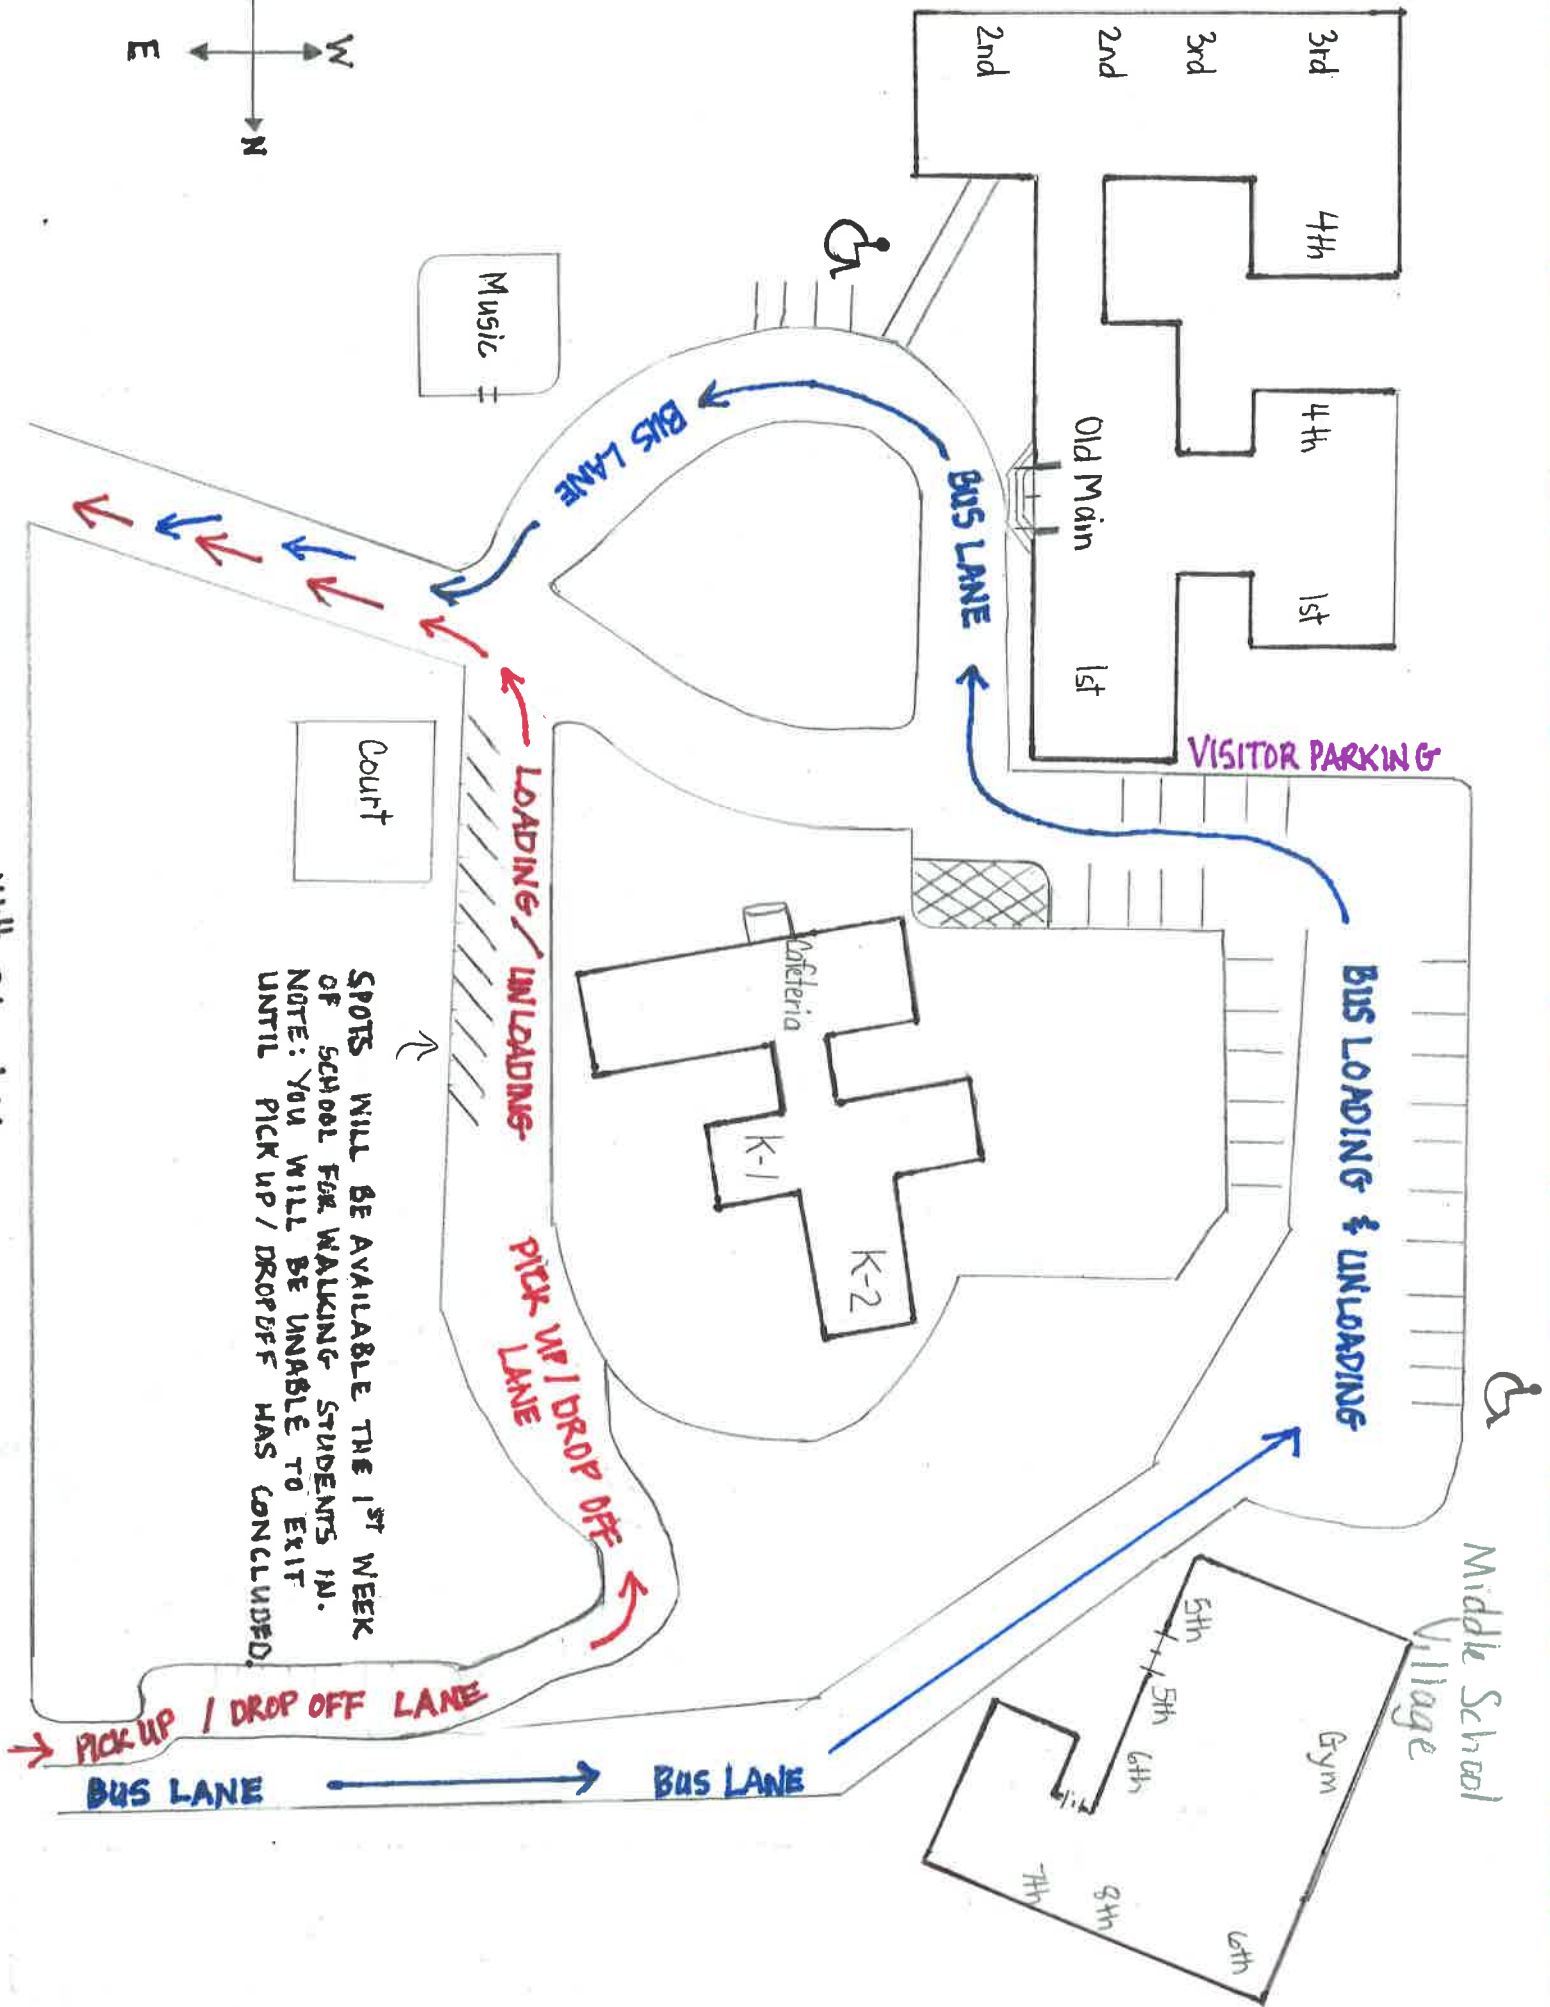 Middle School
Village
3rd
4th
4th
1st
3rd
2nd
2nd
Old Main
1st
VISITOR PARKING
BUS LOADING & UNLOADING
Gym
5th
5th
6th
6th
8th
7th
BUS LANE
BUS LANE
Cafeteria
K-1
K-2
Music
LOADING / UNLOADING
PICK UP / DROP OFF
LANE
Court
SPOTS WILL BE AVAILABLE THE 1ST WEEK
OF SCHOOL FOR WALKING STUDENTS IN.
NOTE: YOU WILL BE UNABLE TO EXIT
UNTIL PICK UP / DROPOFF HAS CONCLUDED.
PICK UP / DROP OFF LANE
BUS LANE
BUS LANE
W
N
E